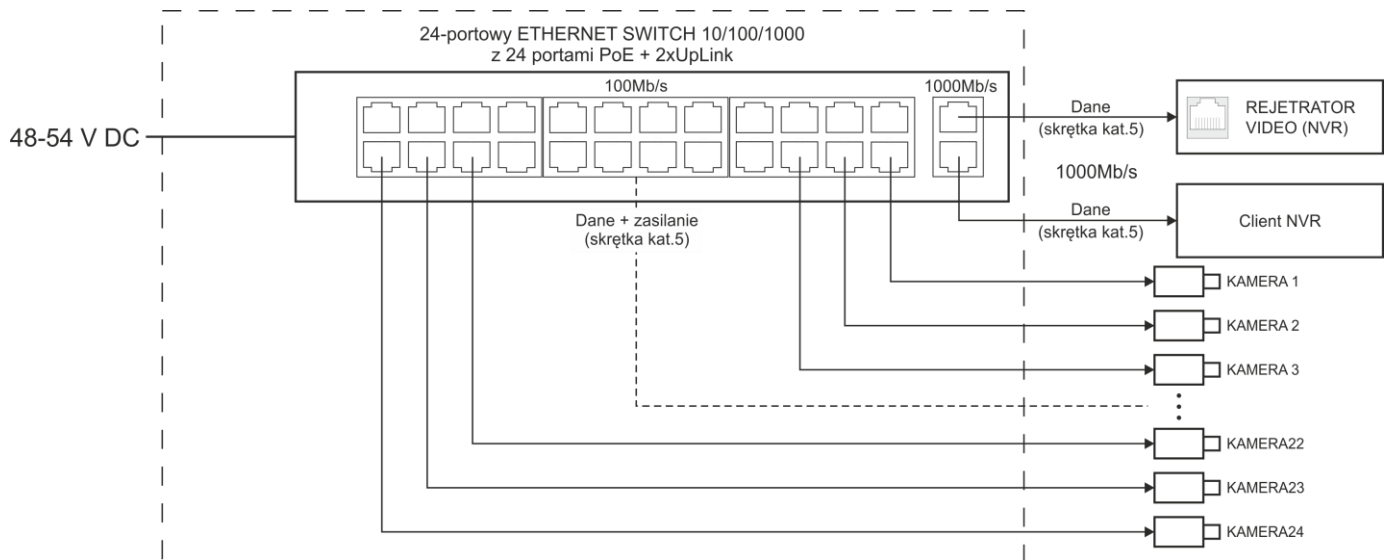 24-portowy ETHERNET SWITCH 10/100/1000
z 24 portami PoE + 2xUpLink
100Mb/s
1000Mb/s
48-54 V DC
Dane
(skrętka kat.5)
REJETRATOR
VIDEO (NVR)
1000Mb/s
Dane
(skrętka kat.5)
Client NVR
Dane + zasilanie
(skrętka kat.5)
KAMERA 1
KAMERA 2
KAMERA 3
KAMERA22
KAMERA23
KAMERA24